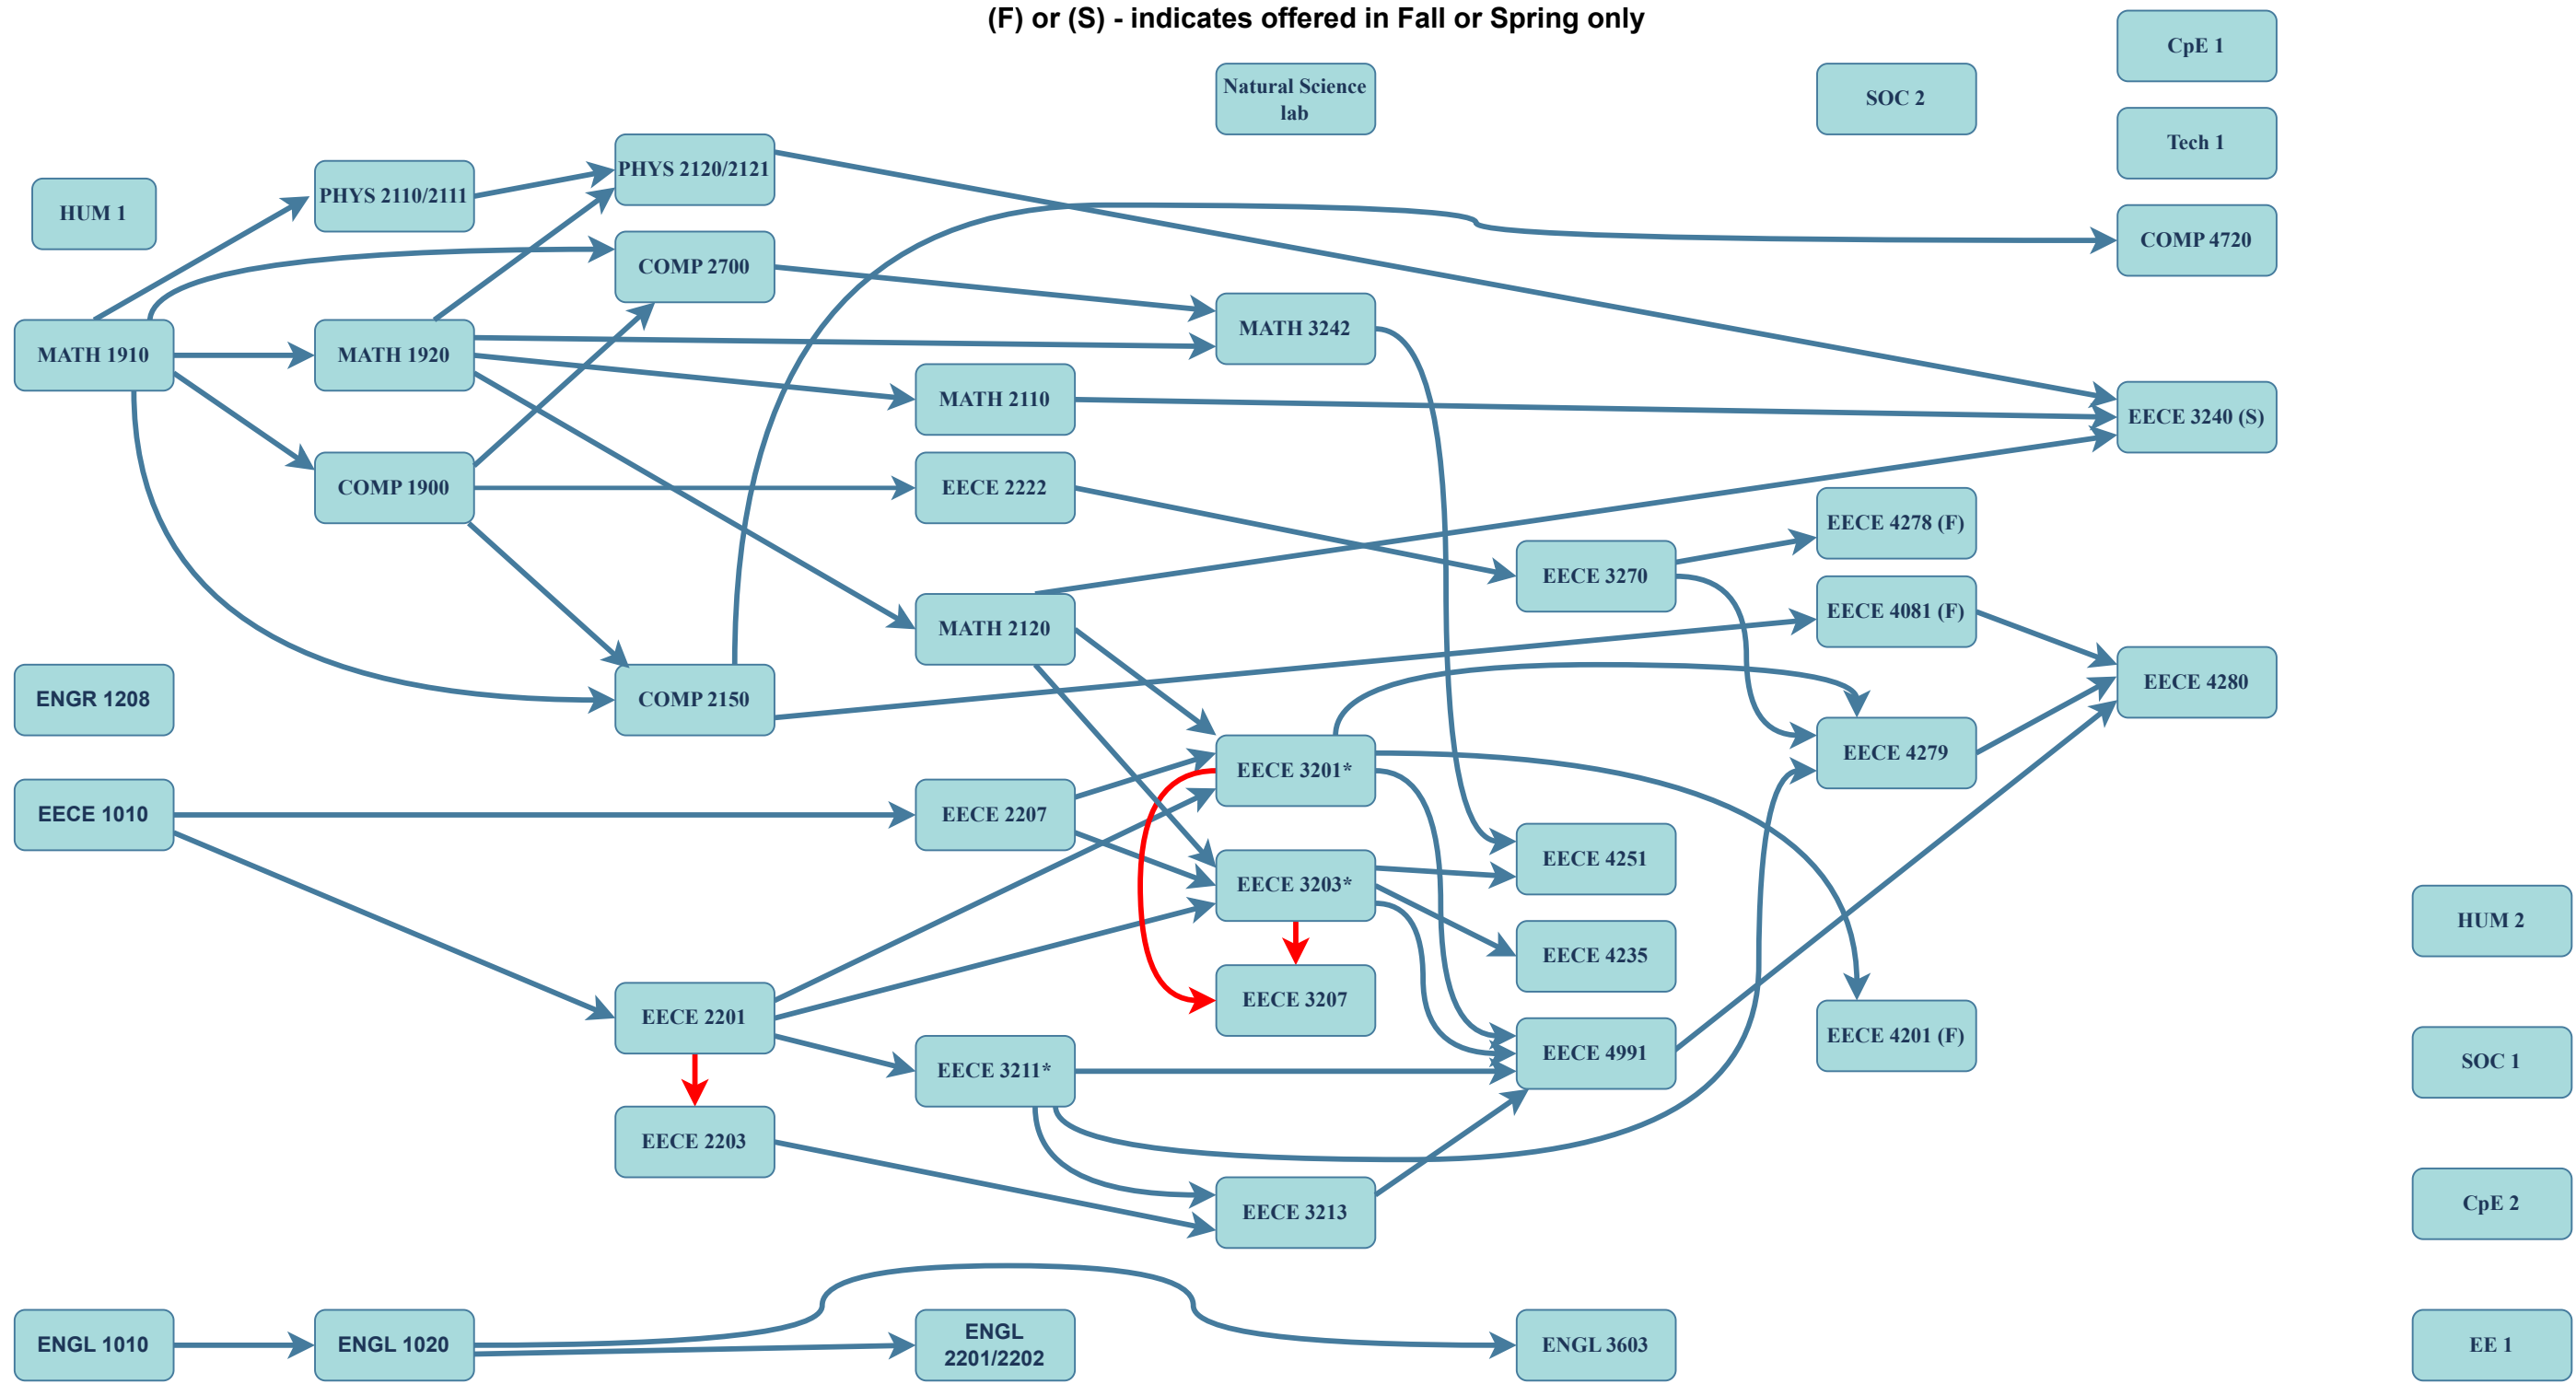 (F) or (S) - indicates offered in Fall or Spring only
CpE 1
Natural Science
lab
SOC 2
Tech 1
PHYS 2120/2121
PHYS 2110/2111
HUM 1
COMP 4720
COMP 2700
MATH 3242
MATH 1910
MATH 1920
MATH 2110
EECE 3240 (S)
COMP 1900
EECE 2222
EECE 4278 (F)
EECE 3270
EECE 4081 (F)
MATH 2120
EECE 4280
ENGR 1208
COMP 2150
EECE 4279
EECE 3201*
EECE 1010
EECE 2207
EECE 4251
EECE 3203*
HUM 2
EECE 4235
EECE 3207
EECE 2201
EECE 4201 (F)
EECE 4991
SOC 1
EECE 3211*
EECE 2203
CpE 2
EECE 3213
ENGL 1010
ENGL 1020
ENGL
2201/2202
ENGL 3603
EE 1